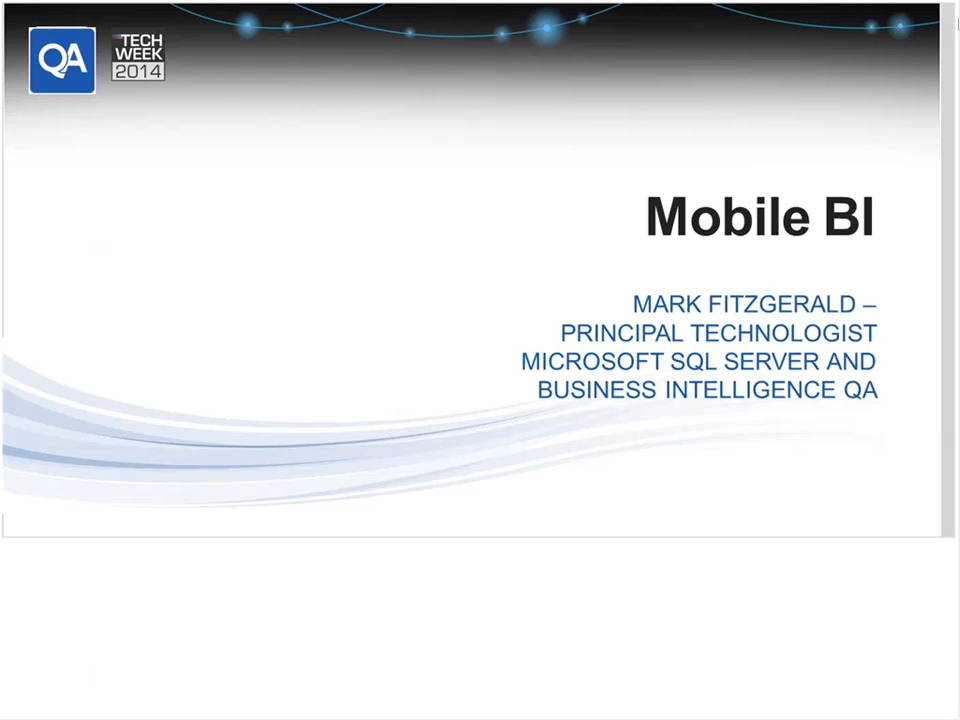 QA
TECH
WEEK
2014
Mobile BI
MARK FITZGERALD –
PRINCIPAL TECHNOLOGIST
MICROSOFT SQL SERVER AND
BUSINESS INTELLIGENCE QA